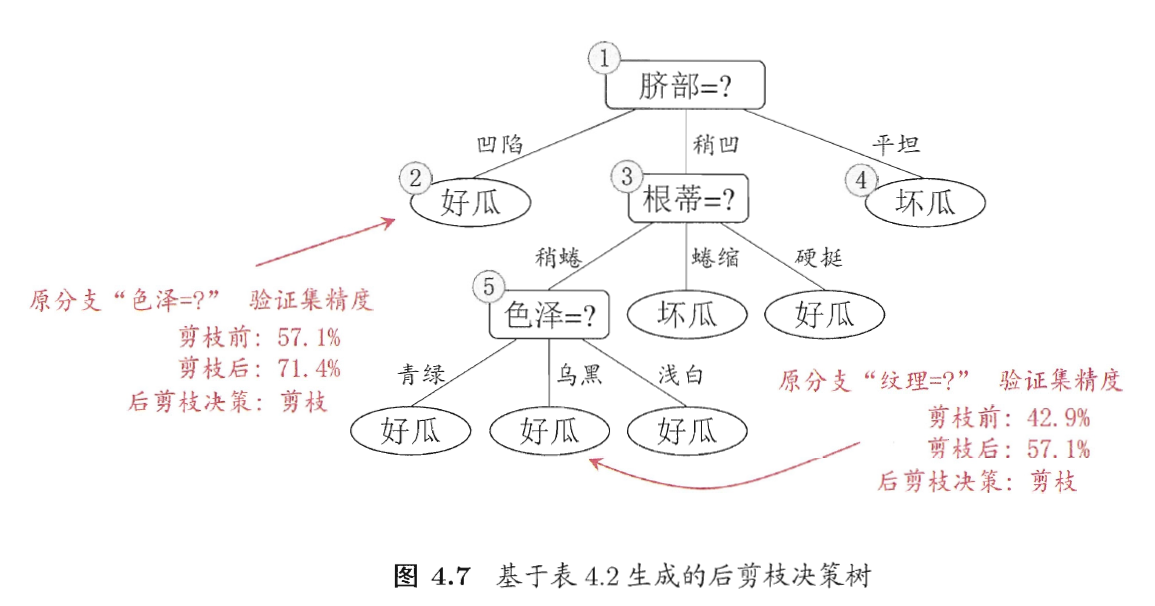 ①
脐部=?
凹陷
稍凹
平坦
②
好瓜
③
根蒂=?
④
坏瓜
稍蜷
蜷缩
硬挺
原分支“色泽=?” 验证集精度
剪枝前: 57.1%
剪枝后: 71.4%
后剪枝决策: 剪枝
⑤
色泽=?
坏瓜
好瓜
青绿
乌黑
浅白
好瓜
好瓜
好瓜
原分支“纹理=?” 验证集精度
剪枝前: 42.9%
剪枝后: 57.1%
后剪枝决策: 剪枝
图 4.7 基于表 4.2 生成的后剪枝决策树